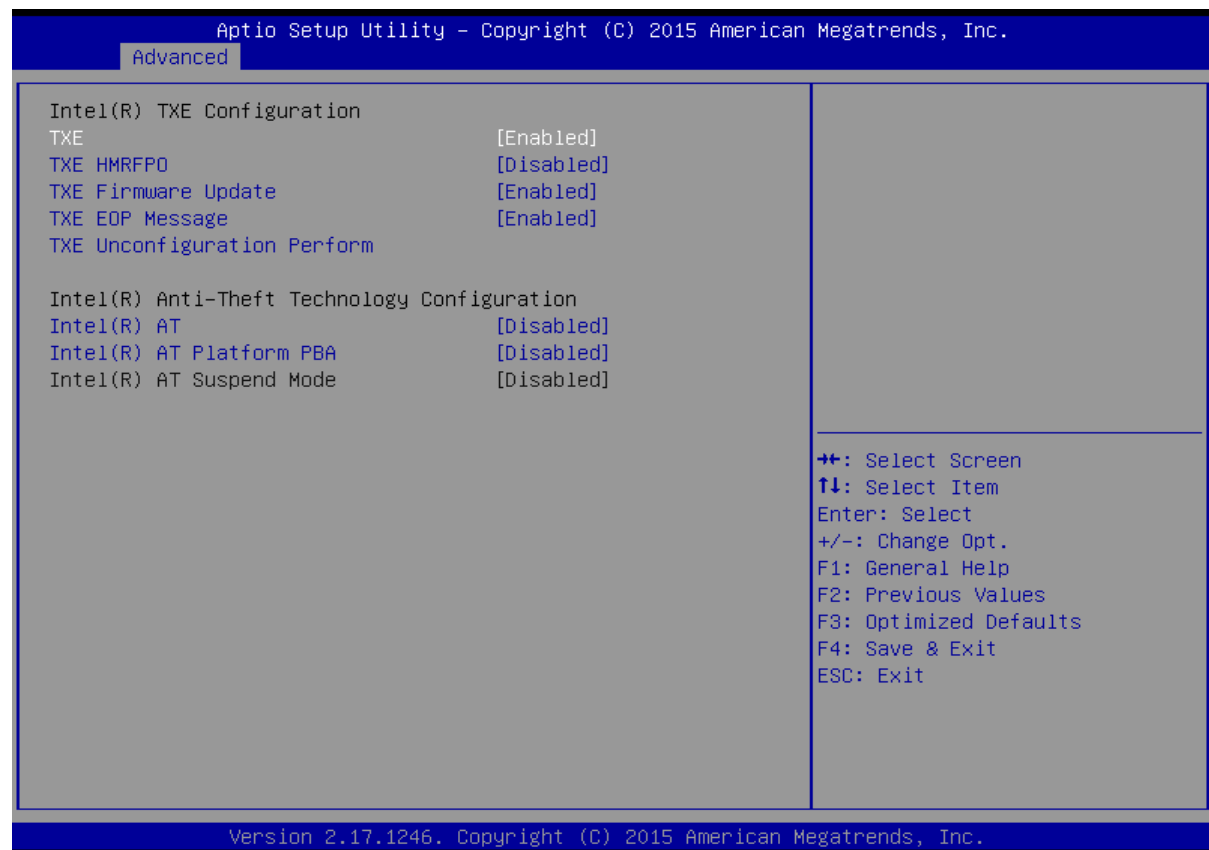 Aptio Setup Utility – Copyright (C) 2015 American Megatrends, Inc.
Advanced
Intel(R) TXE Configuration
TXE [Enabled]
TXE HMRFPO [Disabled]
TXE Firmware Update [Enabled]
TXE EOP Message [Enabled]
TXE Unconfiguration Perform
Intel(R) Anti-Theft Technology Configuration
Intel(R) AT [Disabled]
Intel(R) AT Platform PBA [Disabled]
Intel(R) AT Suspend Mode [Disabled]
→←: Select Screen
↑↓: Select Item
Enter: Select
+/-: Change Opt.
F1: General Help
F2: Previous Values
F3: Optimized Defaults
F4: Save & Exit
ESC: Exit
Version 2.17.1246. Copyright (C) 2015 American Megatrends, Inc.